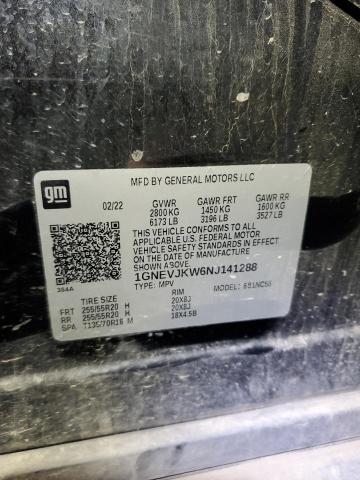 gm
MFD BY GENERAL MOTORS LLC
02/22 GVWR GAWR FRT GAWR RR
2800 KG 1450 KG 1600 KG
6173 LB 3196 LB 3527 LB
THIS VEHICLE CONFORMS TO ALL
APPLICABLE U.S. FEDERAL MOTOR
VEHICLE SAFETY STANDARDS IN EFFECT
ON THE DATE OF MANUFACTURE
SHOWN ABOVE.
1GNEVJKW6NJ141288
384A
TYPE: MPV MODEL:
TIRE SIZE RIM
FRT 255/55R20 H 20X8J
RR 255/55R20 H 20X8J
SPA T135/70R18 M 18X4.5B